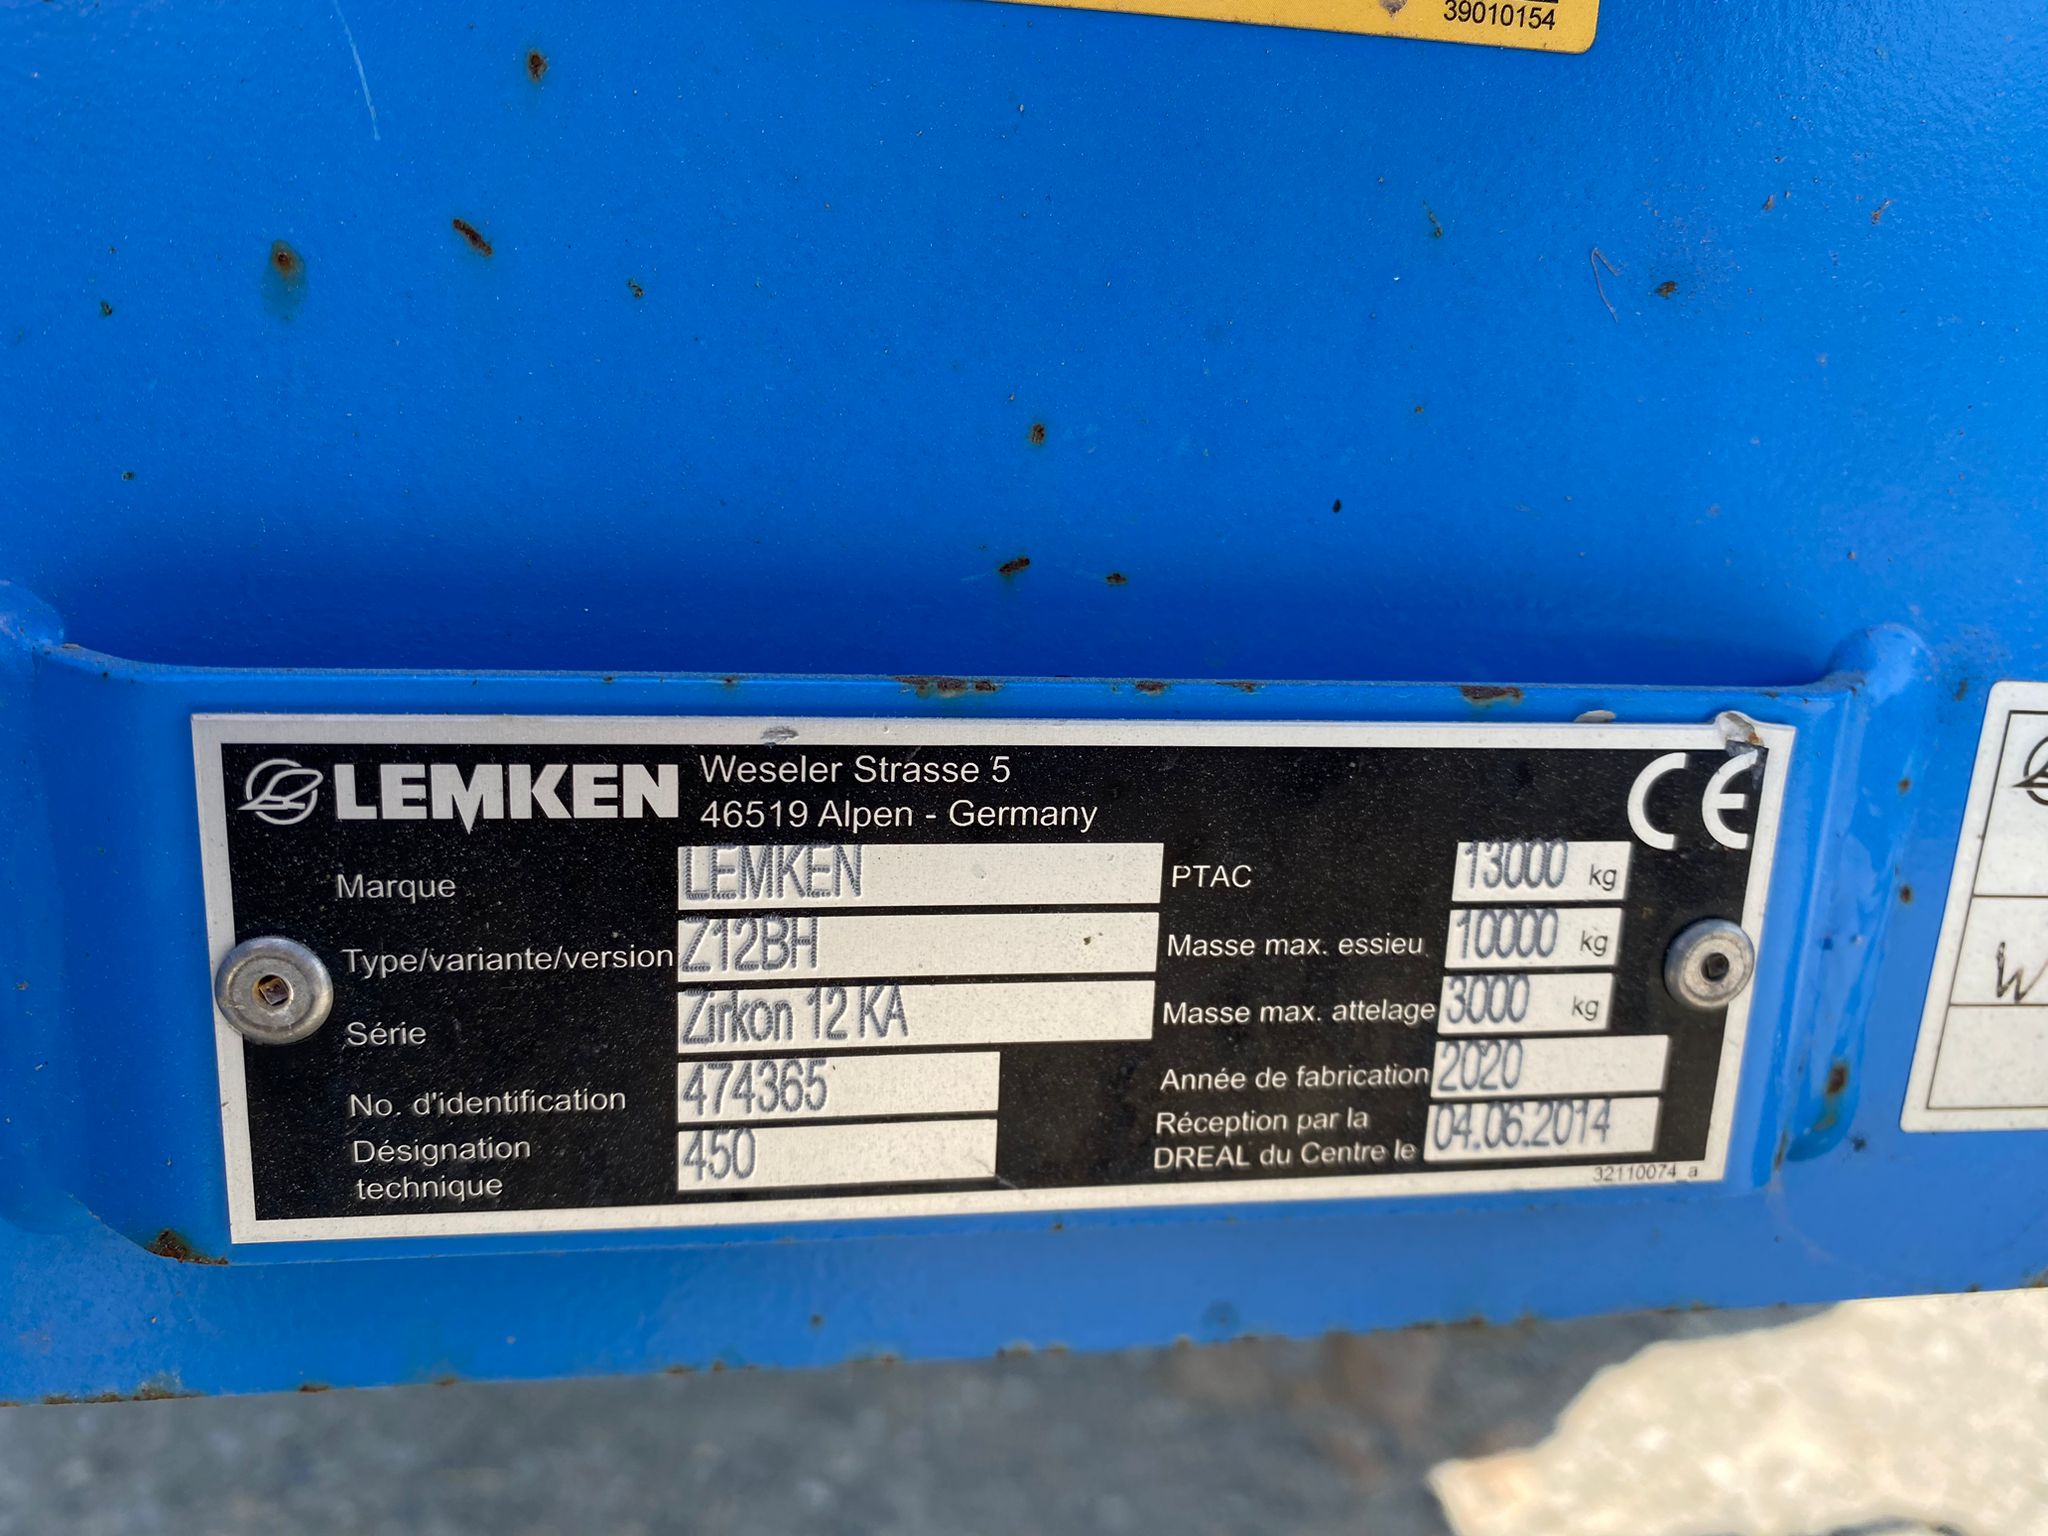 39010154
LEMKEN
Weseler Strasse 5
46519 Alpen - Germany
CE
Marque LEMKEN
Type/variante/version Z12BH
Série Zirkon 12 KA
No. d'identification 474365
Désignation
technique 450
PTAC 13000 kg
Masse max. essieu 10000 kg
Masse max. attelage 3000 kg
Année de fabrication 2020
Réception par la
DREAL du Centre le 04.06.2014
32110074_a
W